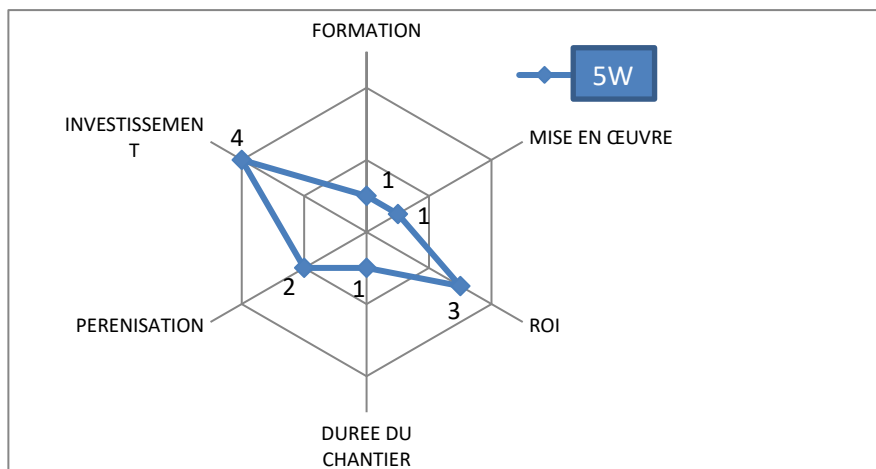 FORMATION
5W
INVESTISSEMEN
T
4
MISE EN ŒUVRE
1
1
2
1
3
PERENISATION
ROI
DUREE DU
CHANTIER